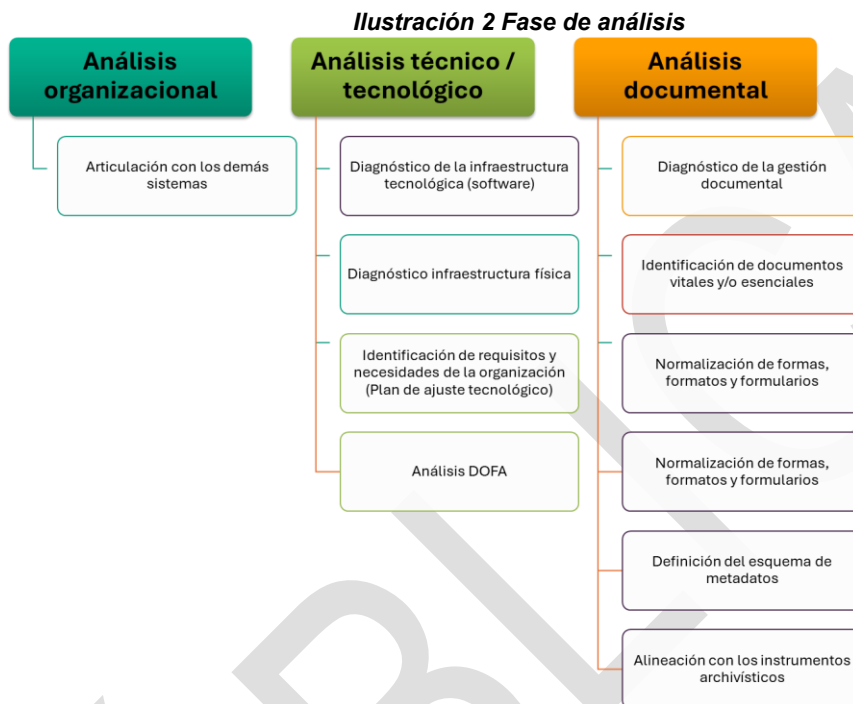 Ilustración 2 Fase de análisis
Análisis
organizacional
Articulación con los demás
sistemas
Análisis técnico /
tecnológico
Diagnóstico de la infraestructura
tecnológica (software)
Diagnóstico infraestructura física
Identificación de requisitos y
necesidades de la organización
(Plan de ajuste tecnológico)
Análisis DOFA
Análisis
documental
Diagnóstico de la gestión
documental
Identificación de documentos
vitales y/o esenciales
Normalización de formas,
formatos y formularios
Normalización de formas,
formatos y formularios
Definición del esquema de
metadatos
Alineación con los instrumentos
archivísticos